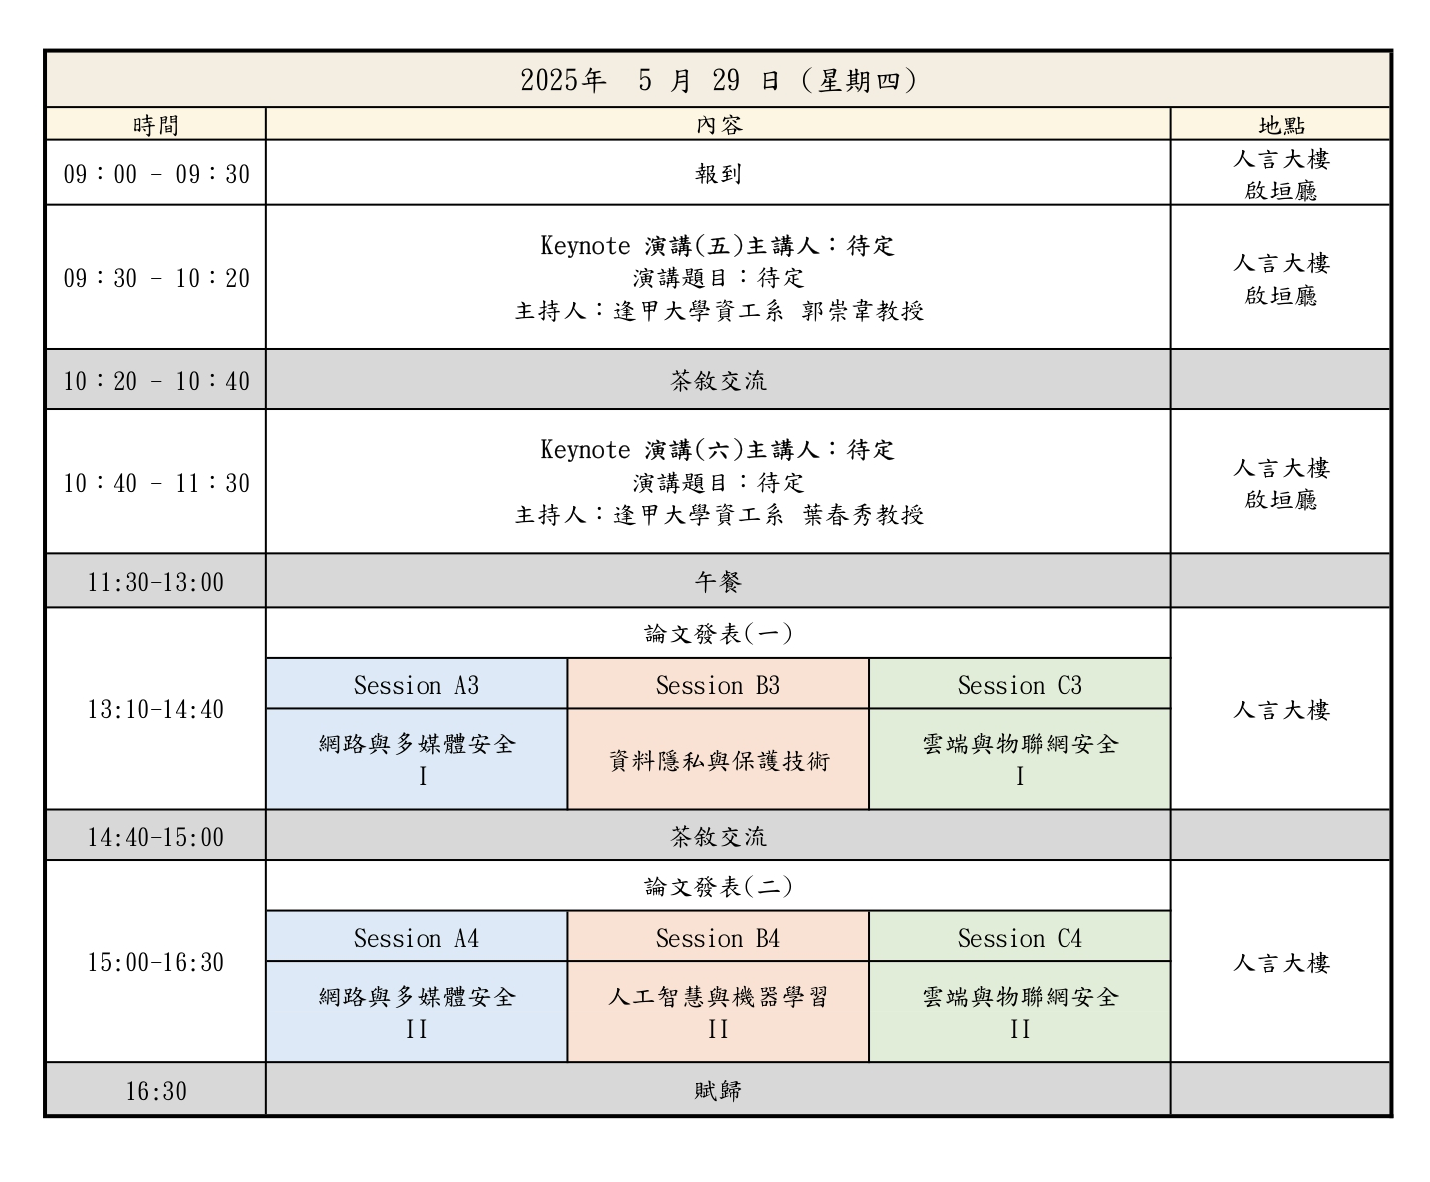 2025年 5 月 29 日 (星期四)
時間 內容 地點
09：00 - 09：30 報到 人言大樓
啟垣廳
09：30 - 10：20
Keynote 演講(五)主講人：待定
演講題目：待定
主持人：逢甲大學資工系 郭崇韋教授
人言大樓
啟垣廳
10：20 - 10：40 茶敘交流
10：40 - 11：30
Keynote 演講(六)主講人：待定
演講題目：待定
主持人：逢甲大學資工系 葉春秀教授
人言大樓
啟垣廳
11:30-13:00 午餐
13:10-14:40
論文發表(一)
Session A3 Session B3 Session C3
網路與多媒體安全
I
資料隱私與保護技術
雲端與物聯網安全
I
人言大樓
14:40-15:00 茶敘交流
15:00-16:30
論文發表(二)
Session A4 Session B4 Session C4
網路與多媒體安全
II
人工智慧與機器學習
II
雲端與物聯網安全
II
人言大樓
16:30 賦歸